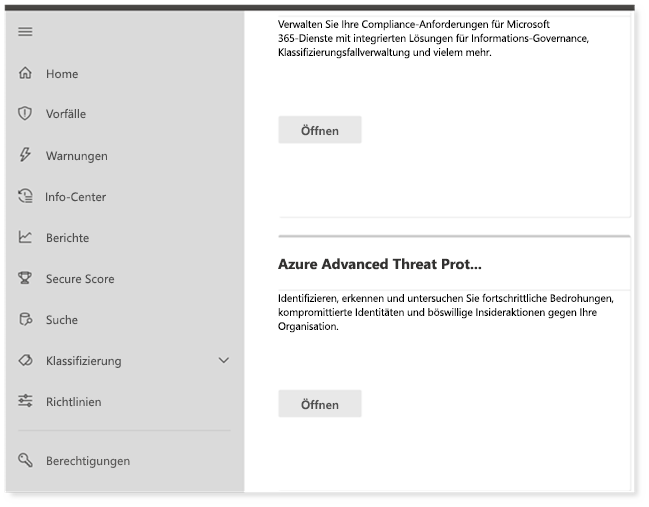 Home
Vorfälle
Warnungen
Info-Center
Berichte
Secure Score
Suche
Klassifizierung
Richtlinien
Berechtigungen
Verwalten Sie Ihre Compliance-Anforderungen für Microsoft
365-Dienste mit integrierten Lösungen für Informations-Governance,
Klassifizierungsfallverwaltung und vielem mehr.
Öffnen
Azure Advanced Threat Prot...
Identifizieren, erkennen und untersuchen Sie fortschrittliche Bedrohungen,
kompromittierte Identitäten und böswillige Insideraktionen gegen Ihre
Organisation.
Öffnen